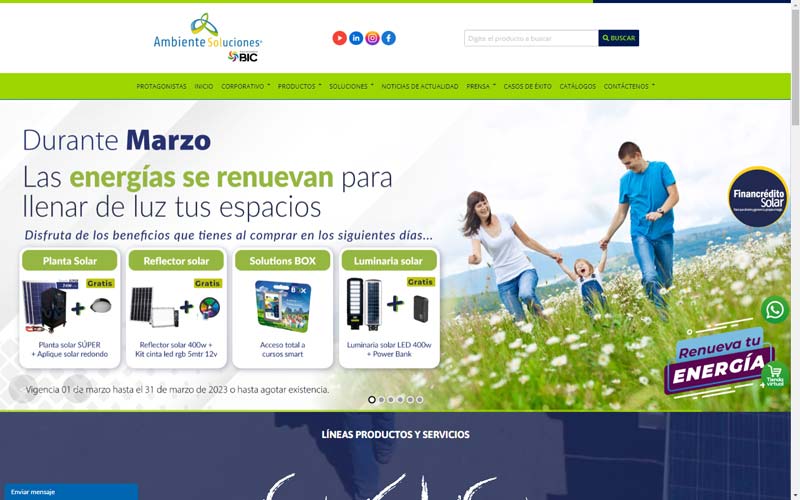 Ambiente Soluciones
BIC
Digite el producto a buscar
BUSCAR
PROTAGONISTAS INICIO CORPORATIVO PRODUCTOS SOLUCIONES NOTICIAS DE ACTUALIDAD PRENSA CASOS DE ÉXITO CATÁLOGOS CONTÁCTENOS
Durante Marzo
Las energías se renuevan para
llenar de luz tus espacios
Disfruta de los beneficios que tienes al comprar en los siguientes días...
Financrédito
Solar
Planta Solar
Gratis
Planta solar SÚPER
+ Aplique solar redondo
Reflector solar
Gratis
Reflector solar 400w +
Kit cinta led rgb 5mtr 12v
Solutions BOX
BOX
Acceso total a
cursos smart
Luminaria solar
Gratis
Luminaria solar LED 400w
+ Power Bank
Renueva tu
ENERGÍA
Tienda
virtual
Vigencia 01 de marzo hasta el 31 de marzo de 2023 o hasta agotar existencia.
LÍNEAS PRODUCTOS Y SERVICIOS
Enviar mensaje